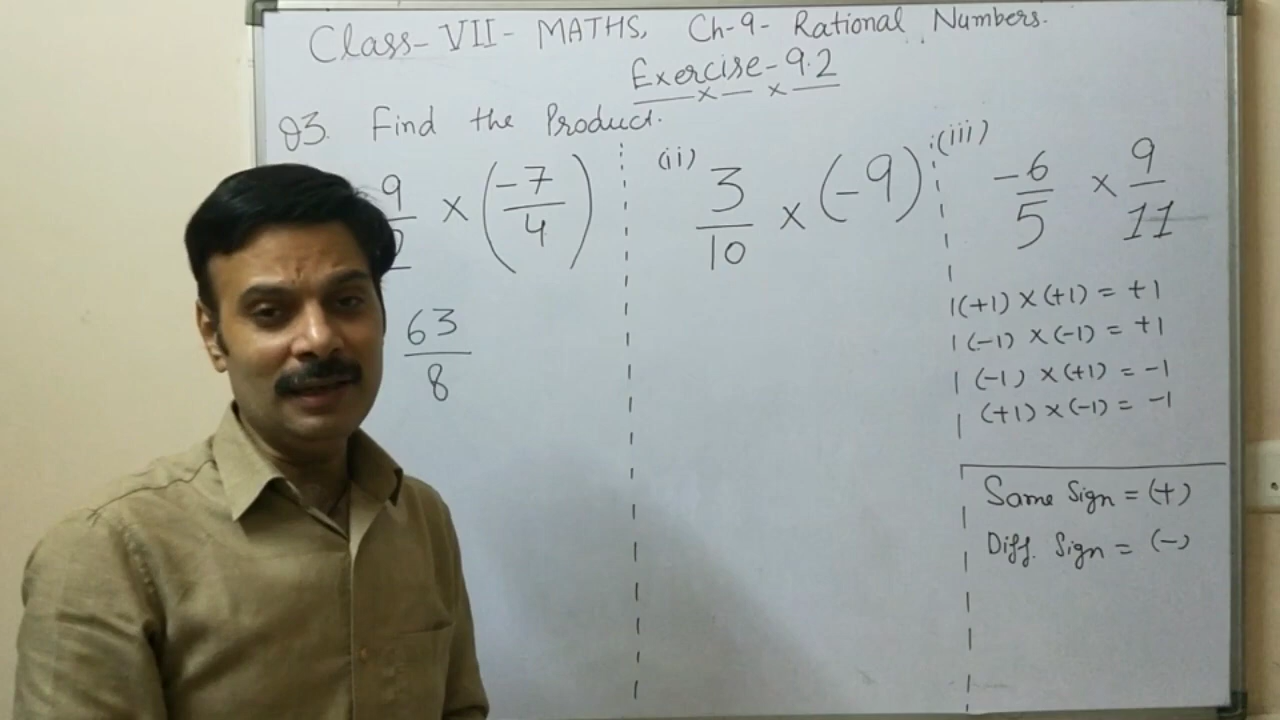 Class-VII- MATHS, Ch-9- Rational Numbers.
Exercise-9.2
Q3. Find the Product.
9/2 × (-7/4)
63/8
(ii) 3/10 × (-9)
(iii) -6/5 × 9/11
(+1) × (+1) = +1
(-1) × (-1) = +1
(-1) × (+1) = -1
(+1) × (-1) = -1
Same Sign = (+)
Diff. Sign = (-)